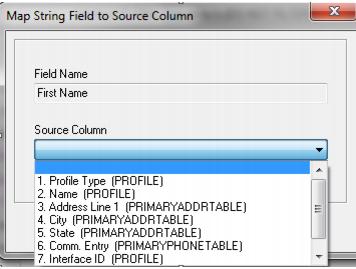 Map String Field to Source Column
Field Name
First Name
Source Column
1. Profile Type (PROFILE)
2. Name (PROFILE)
3. Address Line 1 (PRIMARYADDRTABLE)
4. City (PRIMARYADDRTABLE)
5. State (PRIMARYADDRTABLE)
6. Comm. Entry (PRIMARYPHONETABLE)
7. Interface ID (PROFILE)